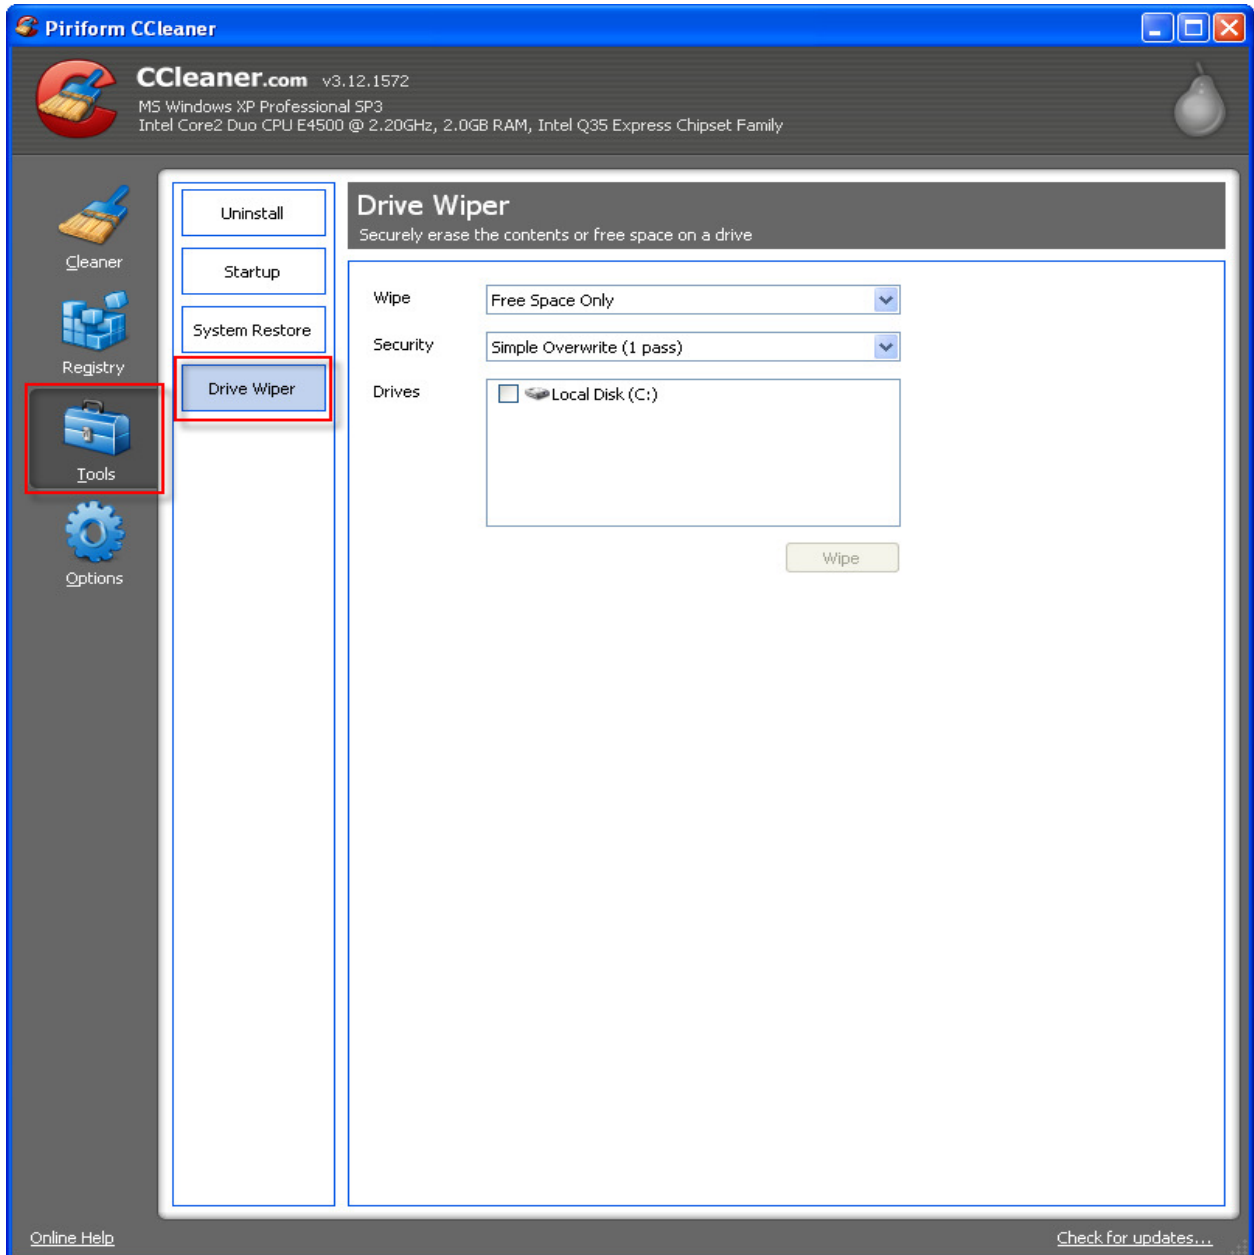 Piriform CCleaner
CCleaner.com v3.12.1572
MS Windows XP Professional SP3
Intel Core2 Duo CPU E4500 @ 2.20GHz, 2.0GB RAM, Intel Q35 Express Chipset Family
Cleaner
Registry
Tools
Options
Uninstall
Startup
System Restore
Drive Wiper
Drive Wiper
Securely erase the contents or free space on a drive
Wipe
Free Space Only
Security
Simple Overwrite (1 pass)
Drives
Local Disk (C:)
Wipe
Online Help
Check for updates...